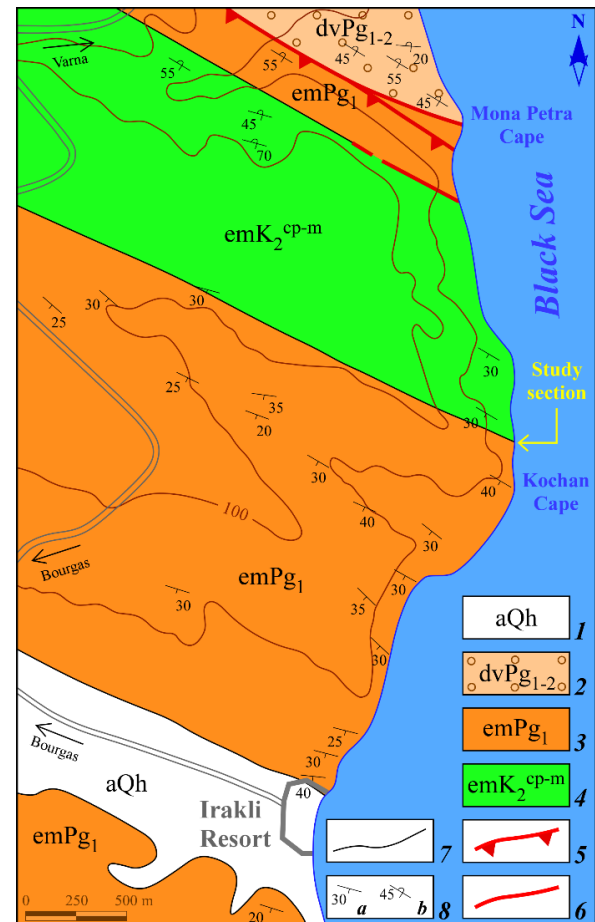 N
dvPg1-2
20
45
55
45
Varna
55
55
emPg1
45
70
Mona Petra
Cape
emK2cp-m
Black Sea
30
30
25
25
35
20
30
30
Study
section
40
Kochan
Cape
30
40
100
30
Bourgas
emPg1
30
35
30
30
25
30
40
Bourgas
aQh
Irakli
Resort
emPg1
20
0 250 500 m
aQh 1
dvPg1-2 2
emPg1 3
emK2cp-m 4
7 5
30 a 45 b 8 6